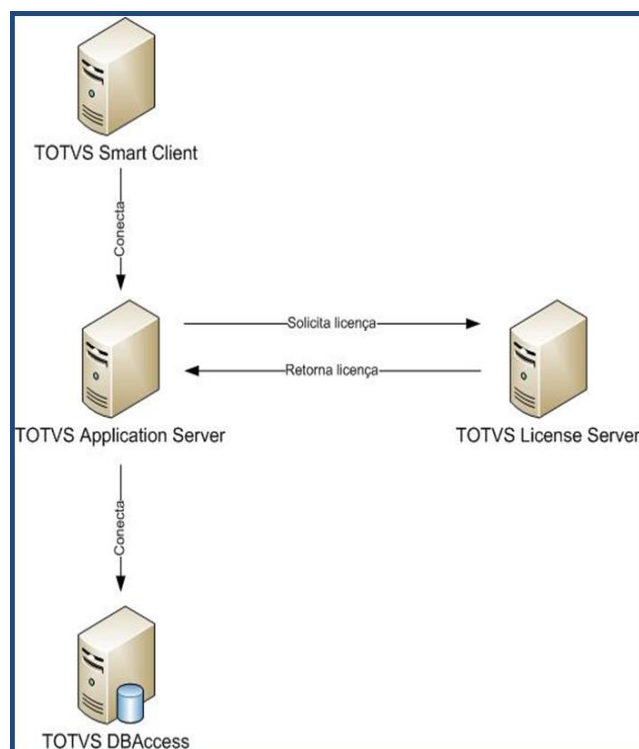 TOTVS Smart Client
Conecta
Solicita licença
Retorna licença
TOTVS Application Server
TOTVS License Server
Conecta
TOTVS DBAccess